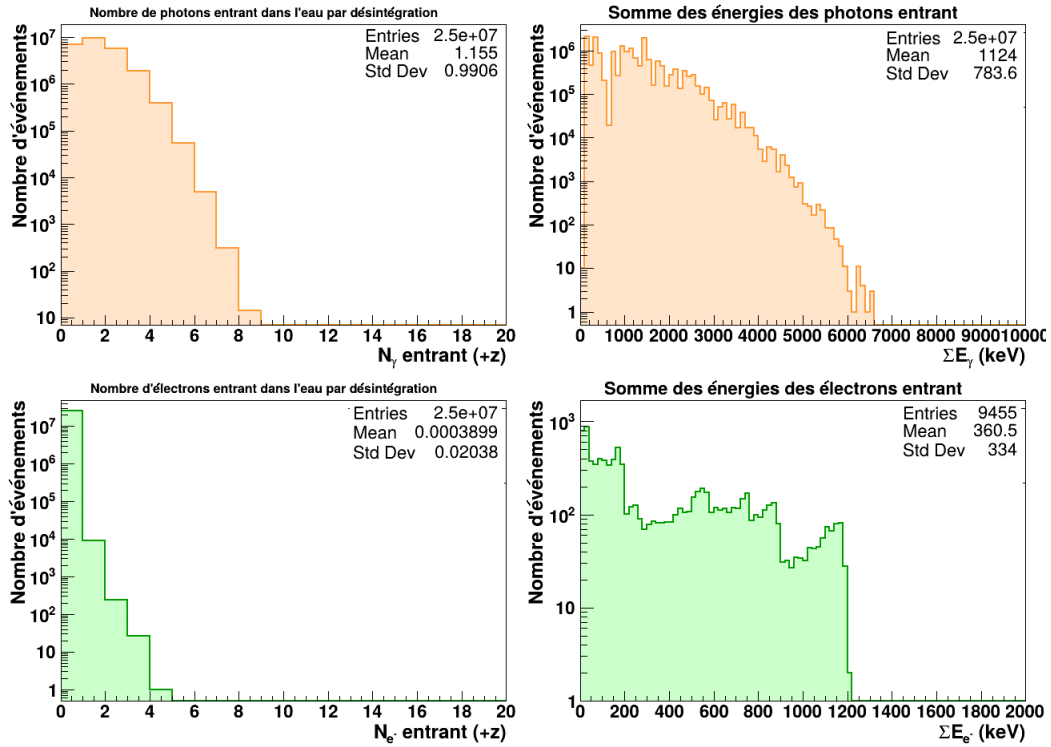 Nombre de photons entrant dans l'eau par désintégration
Nombre d'événements
10⁷
10⁶
10⁵
10⁴
10³
10²
10
Entries 2.5e+07
Mean 1.155
Std Dev 0.9906
0 2 4 6 8 10 12 14 16 18 20
Nγ entrant (+z)
Somme des énergies des photons entrant
Nombre d'événements
10⁶
10⁵
10⁴
10³
10²
10
1
Entries 2.5e+07
Mean 1124
Std Dev 783.6
0 1000 2000 3000 4000 5000 6000 7000 8000 9000 10000
ΣEγ (keV)
Nombre d'électrons entrant dans l'eau par désintégration
Nombre d'événements
10⁷
10⁶
10⁵
10⁴
10³
10²
10
1
Entries 2.5e+07
Mean 0.0003899
Std Dev 0.02038
0 2 4 6 8 10 12 14 16 18 20
Ne⁻ entrant (+z)
Somme des énergies des électrons entrant
Nombre d'événements
10³
10²
10
1
Entries 9455
Mean 360.5
Std Dev 334
0 200 400 600 800 1000 1200 1400 1600 1800 2000
ΣEe⁻ (keV)